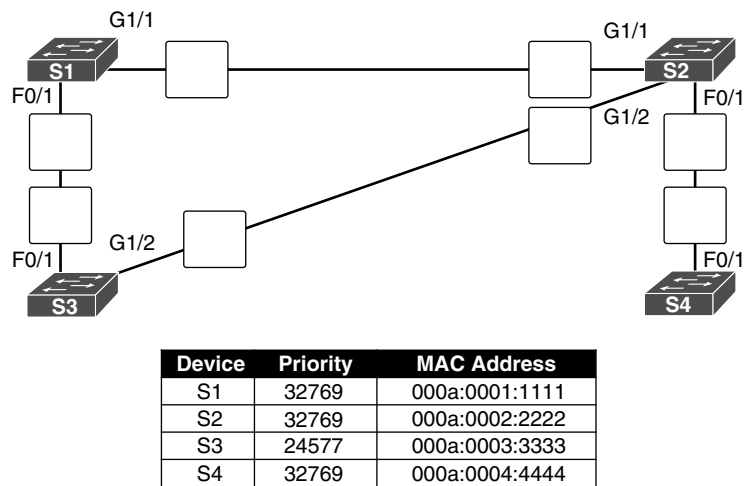 G1/1
G1/1
S1
S2
F0/1
F0/1
G1/2
G1/2
F0/1
F0/1
S3
S4
Device Priority MAC Address
S1 32769 000a:0001:1111
S2 32769 000a:0002:2222
S3 24577 000a:0003:3333
S4 32769 000a:0004:4444